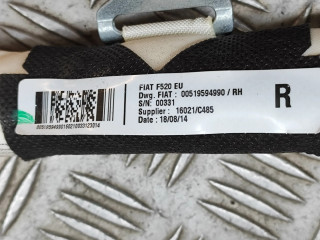 FIAT F520 EU
Dwg. FIAT : 00519594990 / RH
S/N: 00331
Supplier : 16021/C485
Date : 18/08/14
R